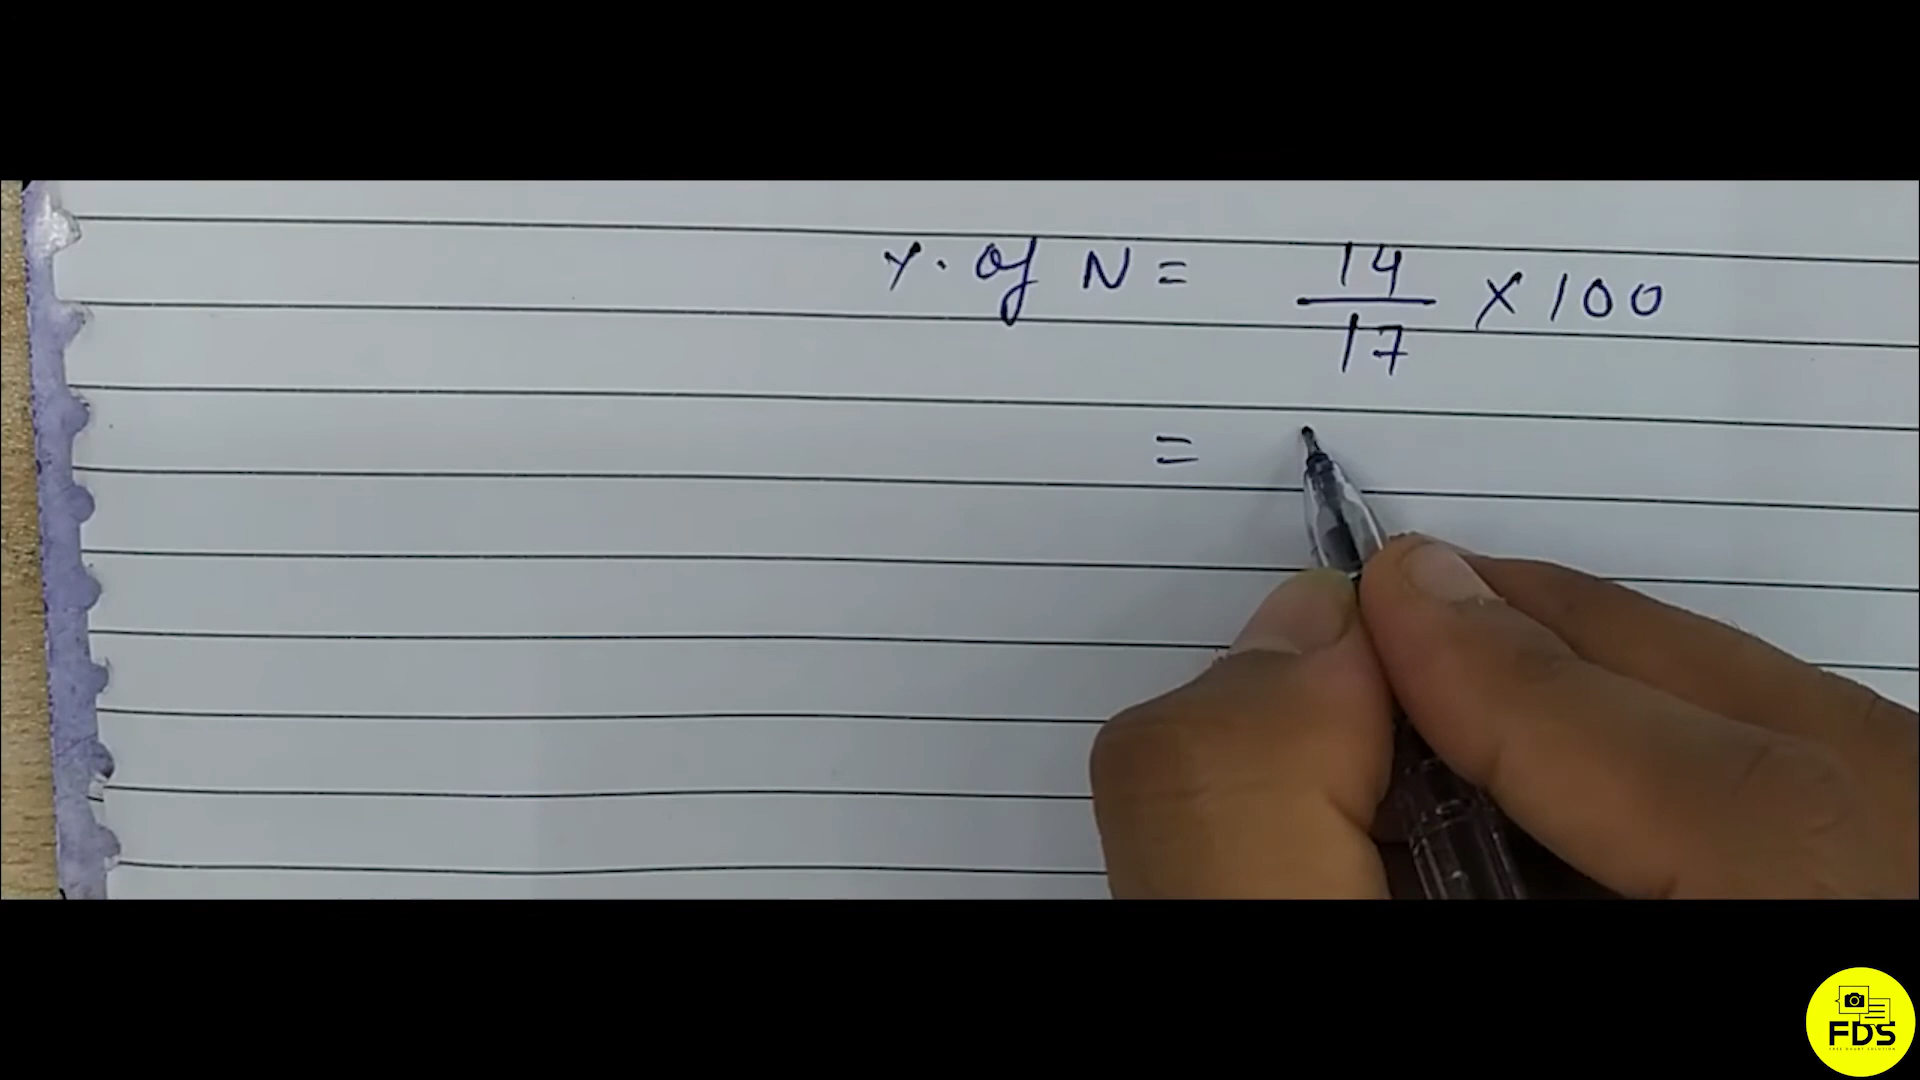 %. of N = 14/17 × 100
=
FDS